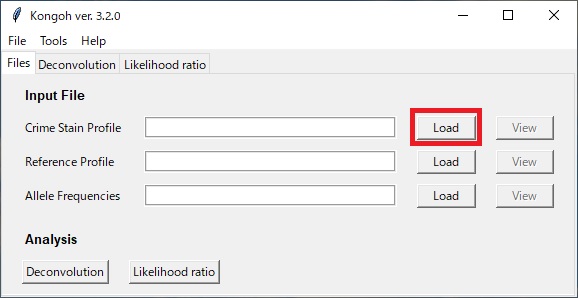 Kongoh ver. 3.2.0
File Tools Help
Files Deconvolution Likelihood ratio
Input File
Crime Stain Profile Load View
Reference Profile Load View
Allele Frequencies Load View
Analysis
Deconvolution Likelihood ratio